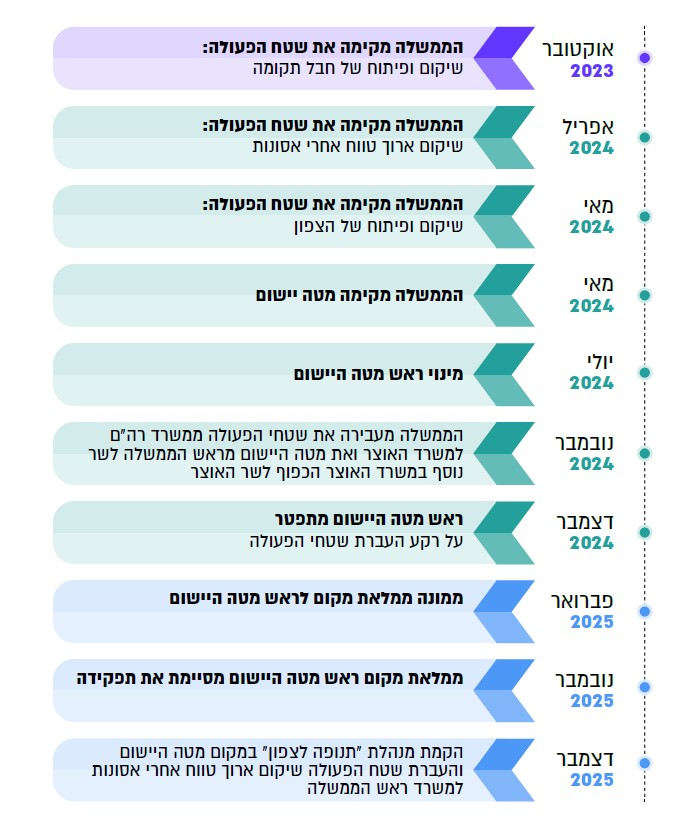 אוקטובר
2023
הממשלה מקימה את שטח הפעולה:
שיקום ופיתוח של חבל תקומה
אפריל
2024
הממשלה מקימה את שטח הפעולה:
שיקום ארוך טווח אחרי אסונות
מאי
2024
הממשלה מקימה את שטח הפעולה:
שיקום ופיתוח של הצפון
מאי
2024
הממשלה מקימה מטה יישום
יולי
2024
מינוי ראש מטה היישום
נובמבר
2024
הממשלה מעבירה את שטחי הפעולה ממשרד רה"ם
למשרד האוצר ואת מטה היישום מראש הממשלה לשר
נוסף במשרד האוצר הכפוף לשר האוצר
דצמבר
2024
ראש מטה היישום מתפטר
על רקע העברת שטחי הפעולה
פברואר
2025
ממונה ממלאת מקום לראש מטה היישום
נובמבר
2025
ממלאת מקום ראש מטה היישום מסיימת את תפקידה
דצמבר
2025
הקמת מנהלת "תנופה לצפון" במקום מטה היישום
והעברת שטח הפעולה שיקום ארוך טווח אחרי אסונות
למשרד ראש הממשלה